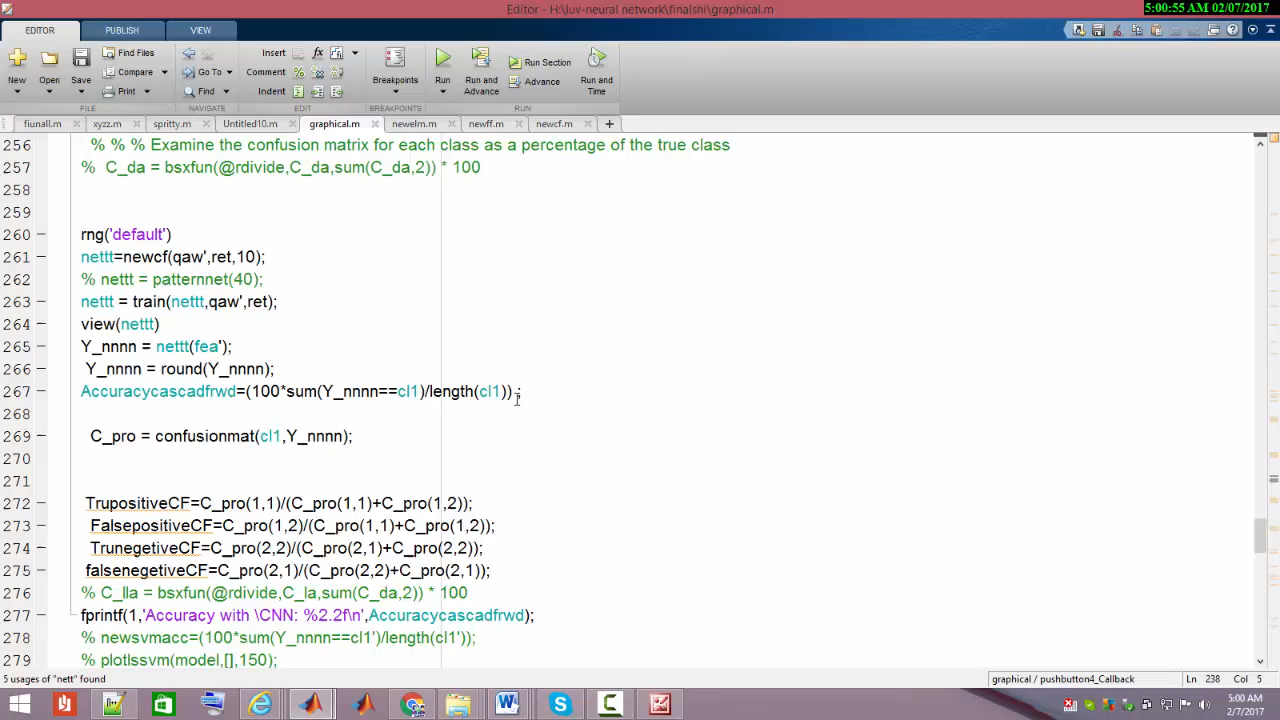 Editor - H:\luv-neural network\finalshi\graphical.m
5:00:55 AM 02/07/2017
EDITOR PUBLISH VIEW
New Open Save Find Files Compare Print
Go To Find
Insert Comment Indent
Breakpoints
Run Run and Advance Run Section Advance Run and Time
FILE NAVIGATE EDIT BREAKPOINTS RUN
fiunall.m xyzz.m spritty.m Untitled10.m graphical.m newelm.m newff.m newcf.m
256 % % % Examine the confusion matrix for each class as a percentage of the true class
257 % C_da = bsxfun(@rdivide,C_da,sum(C_da,2)) * 100
258
259
260 rng('default')
261 nettt=newcf(qaw',ret,10);
262 % nettt = patternnet(40);
263 nettt = train(nettt,qaw',ret);
264 view(nettt)
265 Y_nnnn = nettt(fea');
266 Y_nnnn = round(Y_nnnn);
267 Accuracycascadfrwd=(100*sum(Y_nnnn==cl1)/length(cl1)) ;
268
269 C_pro = confusionmat(cl1,Y_nnnn);
270
271
272 TrupositiveCF=C_pro(1,1)/(C_pro(1,1)+C_pro(1,2));
273 FalsepositiveCF=C_pro(1,2)/(C_pro(1,1)+C_pro(1,2));
274 TrunegetiveCF=C_pro(2,2)/(C_pro(2,1)+C_pro(2,2));
275 falsenegetiveCF=C_pro(2,1)/(C_pro(2,2)+C_pro(2,1));
276 % C_lla = bsxfun(@rdivide,C_la,sum(C_da,2)) * 100
277 fprintf(1,'Accuracy with \CNN: %2.2f\n',Accuracycascadfrwd);
278 % newsvmacc=(100*sum(Y_nnnn==cl1')/length(cl1'));
279 % plotlssvm(model,[],150);
5 usages of "nett" found
graphical / pushbutton4_Callback
Ln 238 Col 5
5:00 AM
2/7/2017